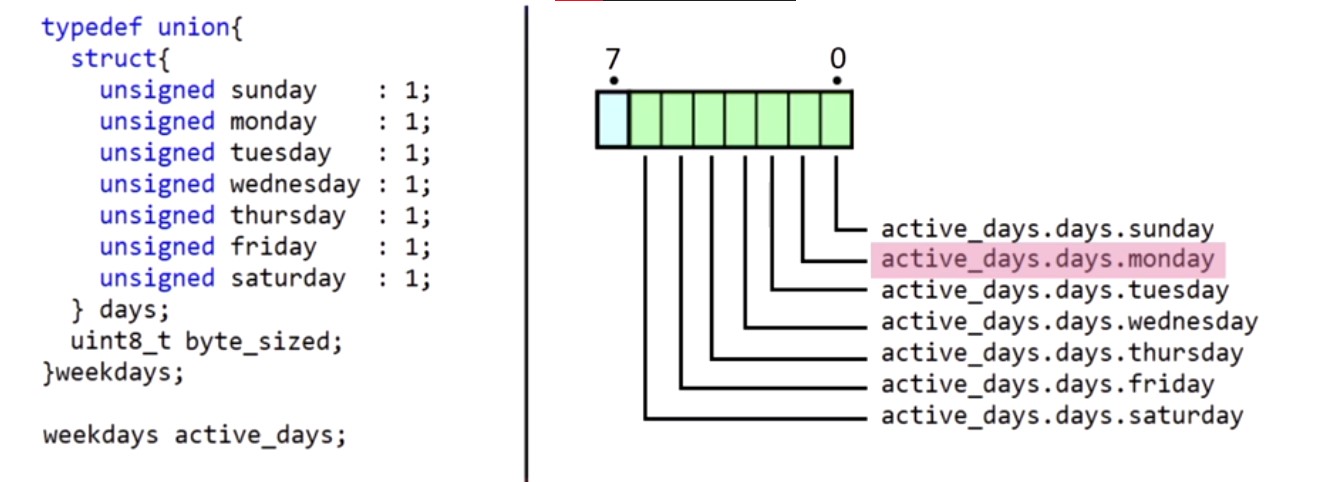 typedef union{
struct{
unsigned sunday : 1;
unsigned monday : 1;
unsigned tuesday : 1;
unsigned wednesday : 1;
unsigned thursday : 1;
unsigned friday : 1;
unsigned saturday : 1;
} days;
uint8_t byte_sized;
}weekdays;
weekdays active_days;
7 0
active_days.days.sunday
active_days.days.monday
active_days.days.tuesday
active_days.days.wednesday
active_days.days.thursday
active_days.days.friday
active_days.days.saturday